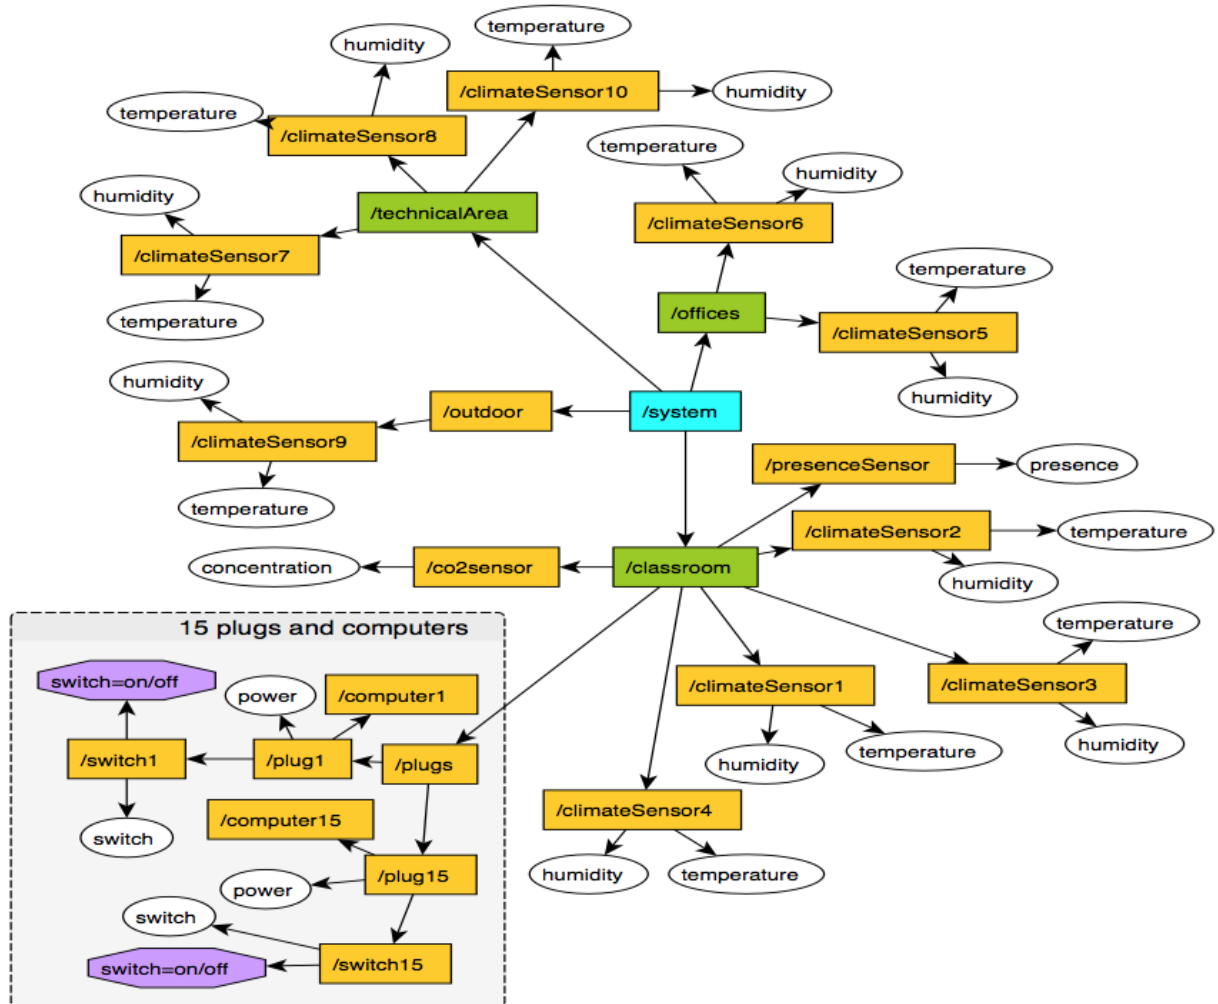 temperature
humidity
/climateSensor10
humidity
temperature
/climateSensor8
temperature
humidity
humidity
/technicalArea
/climateSensor6
/climateSensor7
temperature
/offices
temperature
/climateSensor5
humidity
humidity
/outdoor
/system
/climateSensor9
/presenceSensor
presence
temperature
/climateSensor2
temperature
concentration
/co2sensor
/classroom
humidity
15 plugs and computers
temperature
switch=on/off
power
/computer1
/climateSensor1
/climateSensor3
/switch1
/plug1
/plugs
humidity
temperature
humidity
/computer15
/climateSensor4
switch
/plug15
humidity
temperature
power
switch
switch=on/off
/switch15